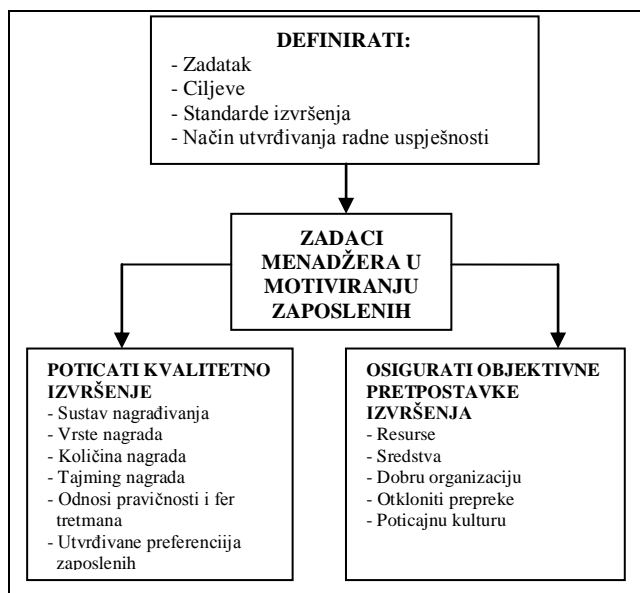 DEFINIRATI:
- Zadatak
- Ciljeve
- Standarde izvršenja
- Način utvrđivanja radne uspješnosti
ZADACI
MENADŽERA U
MOTIVIRANJU
ZAPOSLENIH
POTICATI KVALITETNO
IZVRŠENJE
- Sustav nagrađivanja
- Vrste nagrada
- Količina nagrada
- Tajming nagrada
- Odnosi pravičnosti i fer
tretmana
- Utvrđivane preferenciija
zaposlenih
OSIGURATI OBJEKTIVNE
PRETPOSTAVKE
IZVRŠENJA
- Resurse
- Sredstva
- Dobru organizaciju
- Otkloniti prepreke
- Poticajnu kulturu